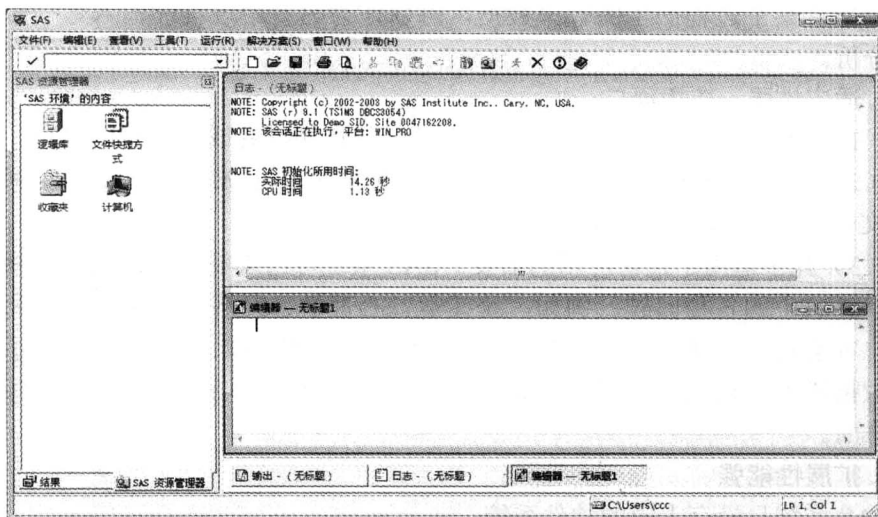 SAS
文件(F) 编辑(E) 查看(V) 工具(T) 运行(R) 解决方案(S) 窗口(W) 帮助(H)
SAS 资源管理器
'SAS 环境' 的内容
逻辑库
文件快捷方式
收藏夹
计算机
日志 - (无标题)
NOTE: Copyright (c) 2002-2003 by SAS Institute Inc., Cary, NC, USA.
NOTE: SAS (r) 9.1 (TS1M3 DBCS3054)
Licensed to Demo SID, Site 0047162208.
NOTE: 该会话正在执行，平台: WIN_PRO
NOTE: SAS 初始化所用时间:
实际时间 14.26 秒
CPU 时间 1.13 秒
编辑器 — 无标题1
结果
SAS 资源管理器
输出 - (无标题)
日志 - (无标题)
编辑器 — 无标题1
C:\Users\ccc
Ln 1, Col 1